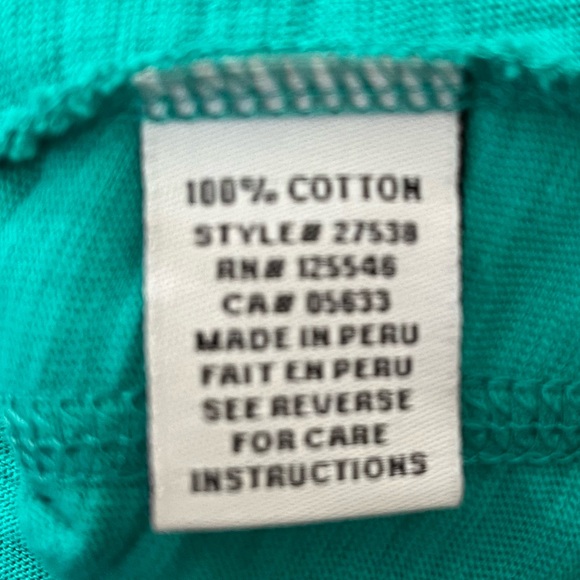 100% COTTON
STYLE# 27538
RN# 125546
CA# 05633
MADE IN PERU
FAIT EN PERU
SEE REVERSE
FOR CARE
INSTRUCTIONS